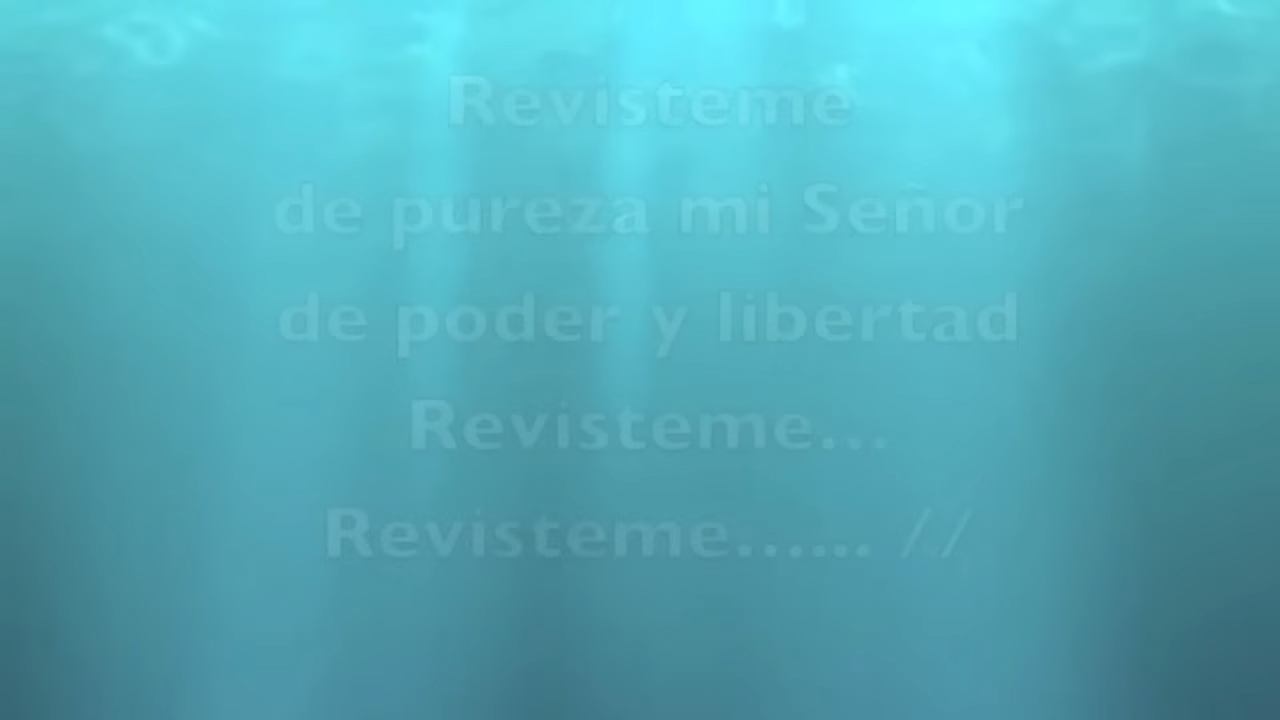 Revisteme
de pureza mi Señor
de poder y libertad
Revisteme...
Revisteme...... //